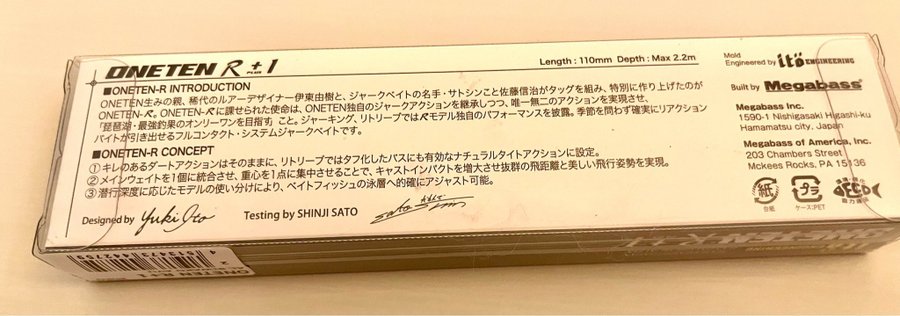 ONETEN R +1
PLUS
Length : 110mm Depth : Max 2.2m
■ONETEN-R INTRODUCTION
ONETEN生みの親、稀代のルアーデザイナー伊東由樹と、ジャークベイトの名手・サトシンこと佐藤信治がタッグを組み、特別に作り上げたのが
ONETEN-R。ONETEN-Rに課せられた使命は、ONETEN独自のジャークアクションを継承しつつ、唯一無二のアクションを実現させ、
「琵琶湖・最強釣果のオンリーワンを目指す」こと。ジャーキング、リトリーブではRモデル独自のパフォーマンスを披露。季節を問わず確実にリアクション
バイトが引き出せるフルコンタクト・システムジャークベイトです。
■ONETEN-R CONCEPT
① キレのあるダートアクションはそのままに、リトリーブではタフ化したバスにも有効なナチュラルタイトアクションに設定。
② メインウェイトを1個に統合させ、重心を1点に集中させることで、キャストインパクトを増大させ抜群の飛距離と美しい飛行姿勢を実現。
③ 潜行深度に応じたモデルの使い分けにより、ベイトフィッシュの泳層へ的確にアジャスト可能。
Designed by Yuki Ito
Testing by SHINJI SATO
Mold
Engineered by itö ENGINEERING
Built by Megabass
Megabass Inc.
1590-1 Nishigasaki Higashi-ku
Hamamatsu city, Japan
Megabass of America, Inc.
203 Chambers Street
Mckees Rocks, PA 15136
紙
台紙
プラ
ケース:PET
ECO
ONETEN R+1